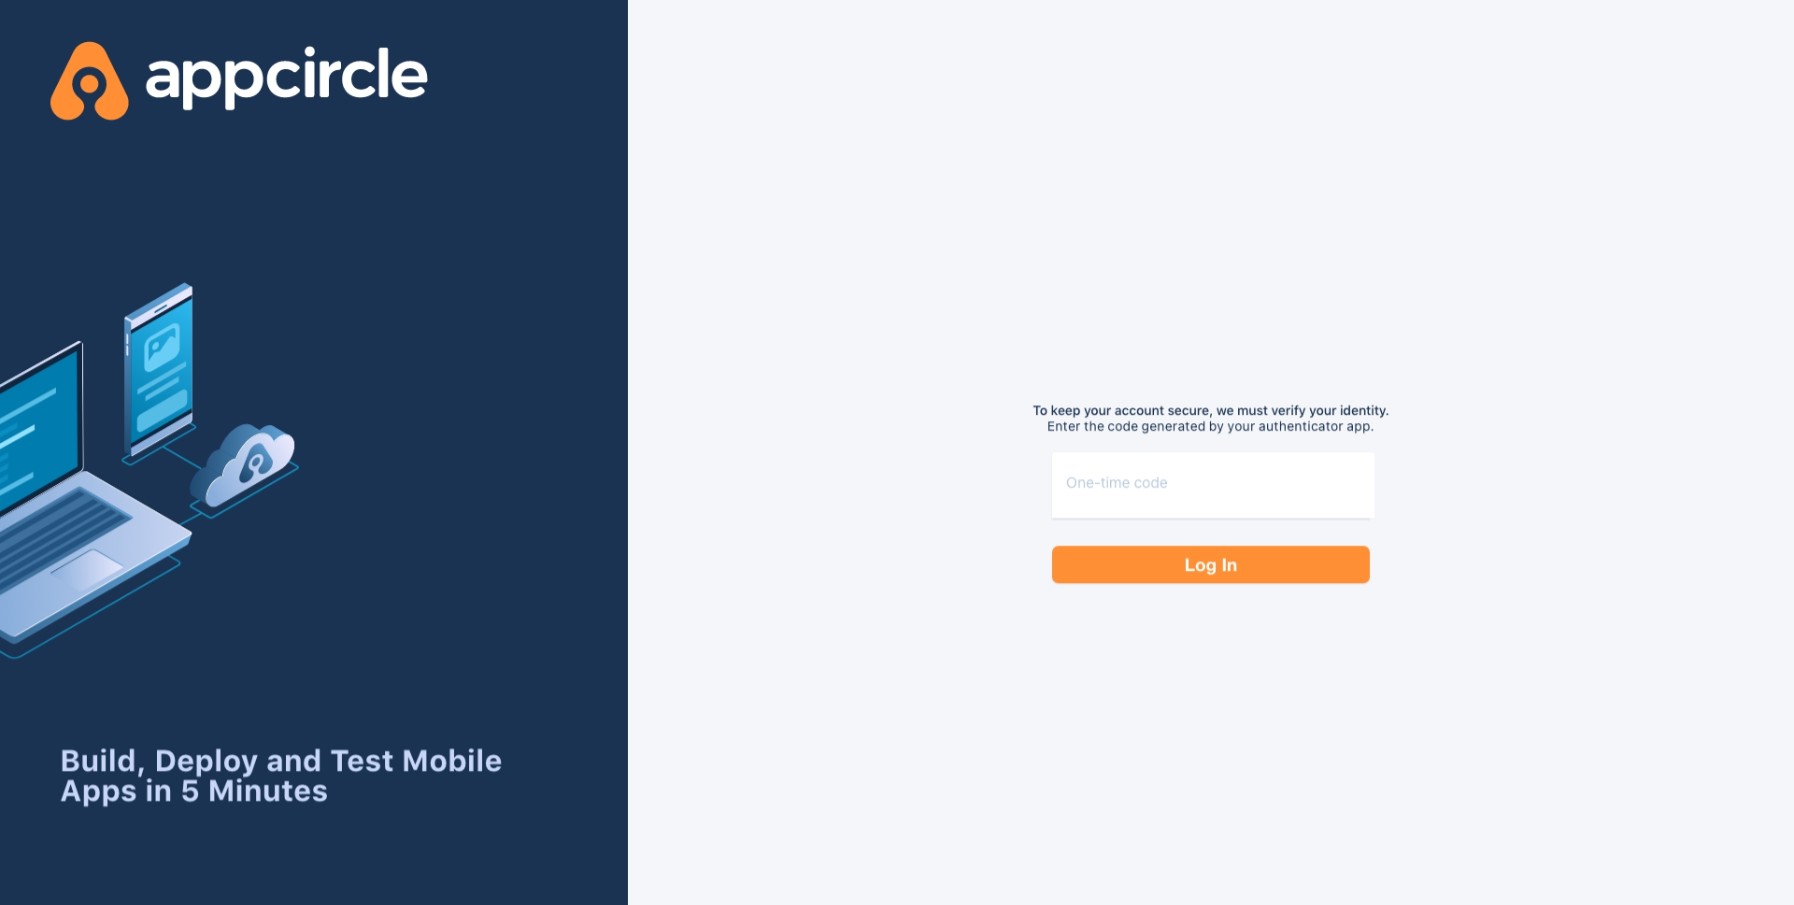 appcircle
Build, Deploy and Test Mobile
Apps in 5 Minutes
To keep your account secure, we must verify your identity.
Enter the code generated by your authenticator app.
One-time code
Log In